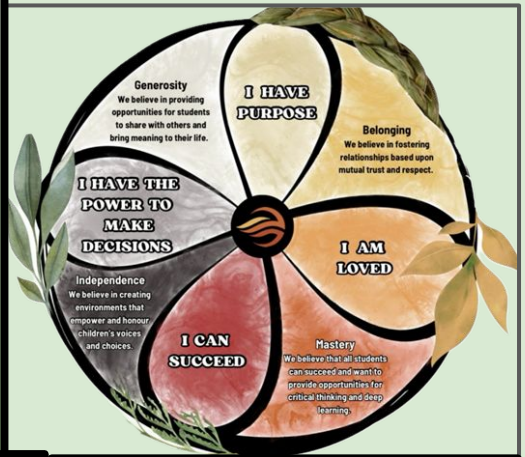 I HAVE
PURPOSE
Belonging
We believe in fostering
relationships based upon
mutual trust and respect.
I AM
LOVED
Mastery
We believe that all students
can succeed and want to
provide opportunities for
critical thinking and deep
learning.
I CAN
SUCCEED
Independence
We believe in creating
environments that
empower and honour
children's voices
and choices.
I HAVE THE
POWER TO
MAKE
DECISIONS
Generosity
We believe in providing
opportunities for students
to share with others and
bring meaning to their life.